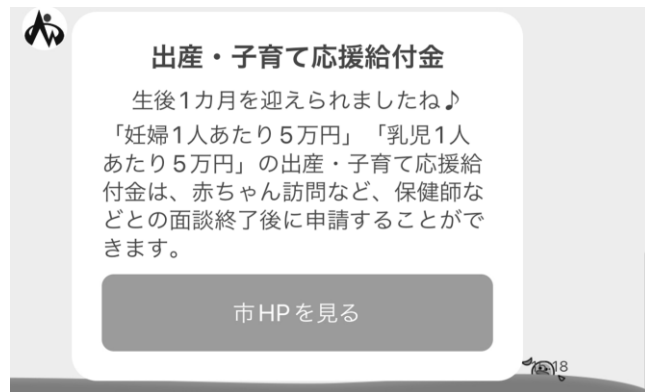 出産・子育て応援給付金
生後1カ月を迎えられましたね♪
「妊婦1人あたり5万円」「乳児1人
あたり5万円」の出産・子育て応援給
付金は、赤ちゃん訪問など、保健師な
どとの面談終了後に申請することがで
きます。
市HPを見る
18